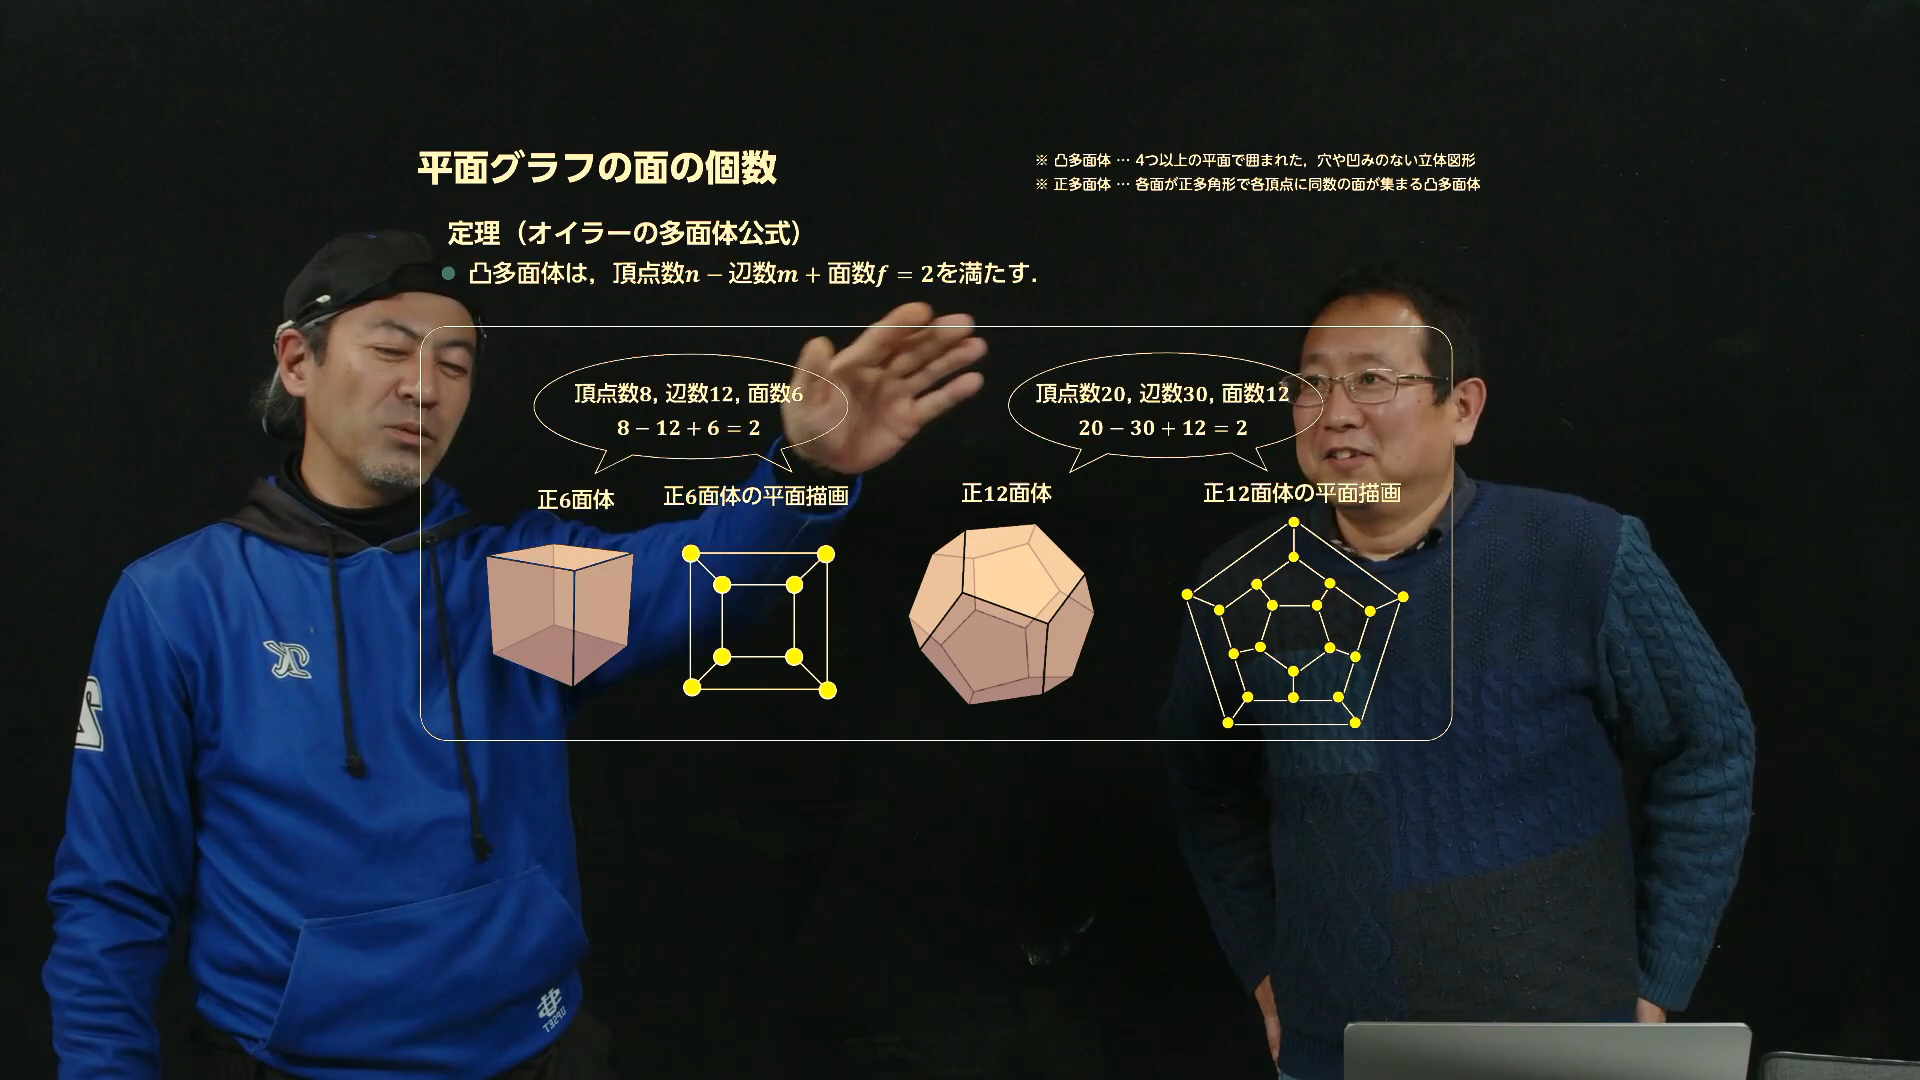 平面グラフの面の個数
※ 凸多面体 … 4つ以上の平面で囲まれた，穴や凹みのない立体図形
※ 正多面体 … 各面が正多角形で各頂点に同数の面が集まる凸多面体
定理（オイラーの多面体公式）
凸多面体は，頂点数n − 辺数m + 面数f = 2を満たす．
頂点数8, 辺数12, 面数6
8 − 12 + 6 = 2
頂点数20, 辺数30, 面数12
20 − 30 + 12 = 2
正6面体
正6面体の平面描画
正12面体
正12面体の平面描画
UPSET